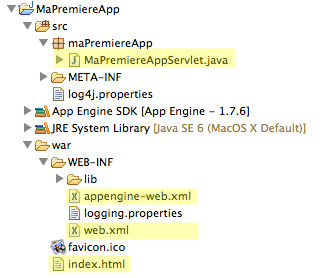 MaPremiereApp
src
maPremiereApp
MaPremiereAppServlet.java
META-INF
log4j.properties
App Engine SDK [App Engine - 1.7.6]
JRE System Library [Java SE 6 (MacOS X Default)]
war
WEB-INF
lib
appengine-web.xml
logging.properties
web.xml
favicon.ico
index.html